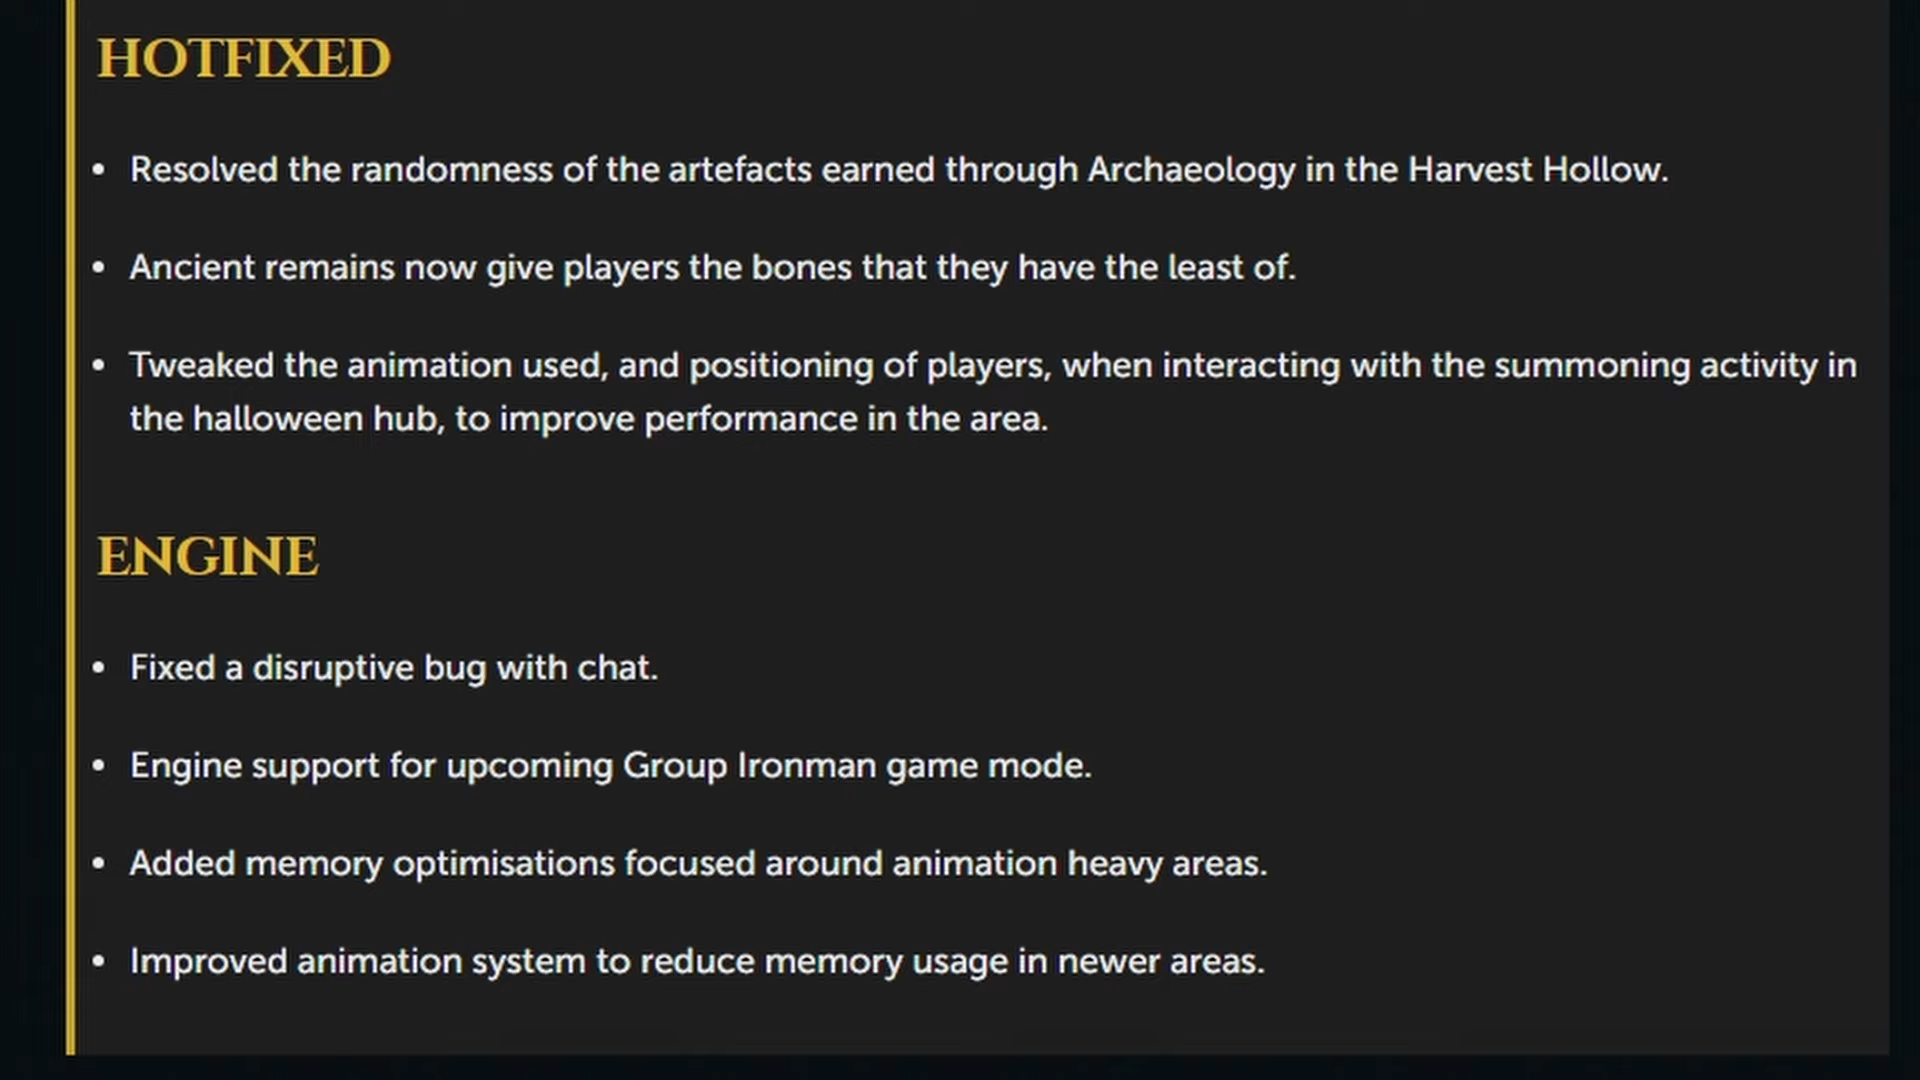 HOTFIXED
• Resolved the randomness of the artefacts earned through Archaeology in the Harvest Hollow.
• Ancient remains now give players the bones that they have the least of.
• Tweaked the animation used, and positioning of players, when interacting with the summoning activity in
the halloween hub, to improve performance in the area.
ENGINE
• Fixed a disruptive bug with chat.
• Engine support for upcoming Group Ironman game mode.
• Added memory optimisations focused around animation heavy areas.
• Improved animation system to reduce memory usage in newer areas.